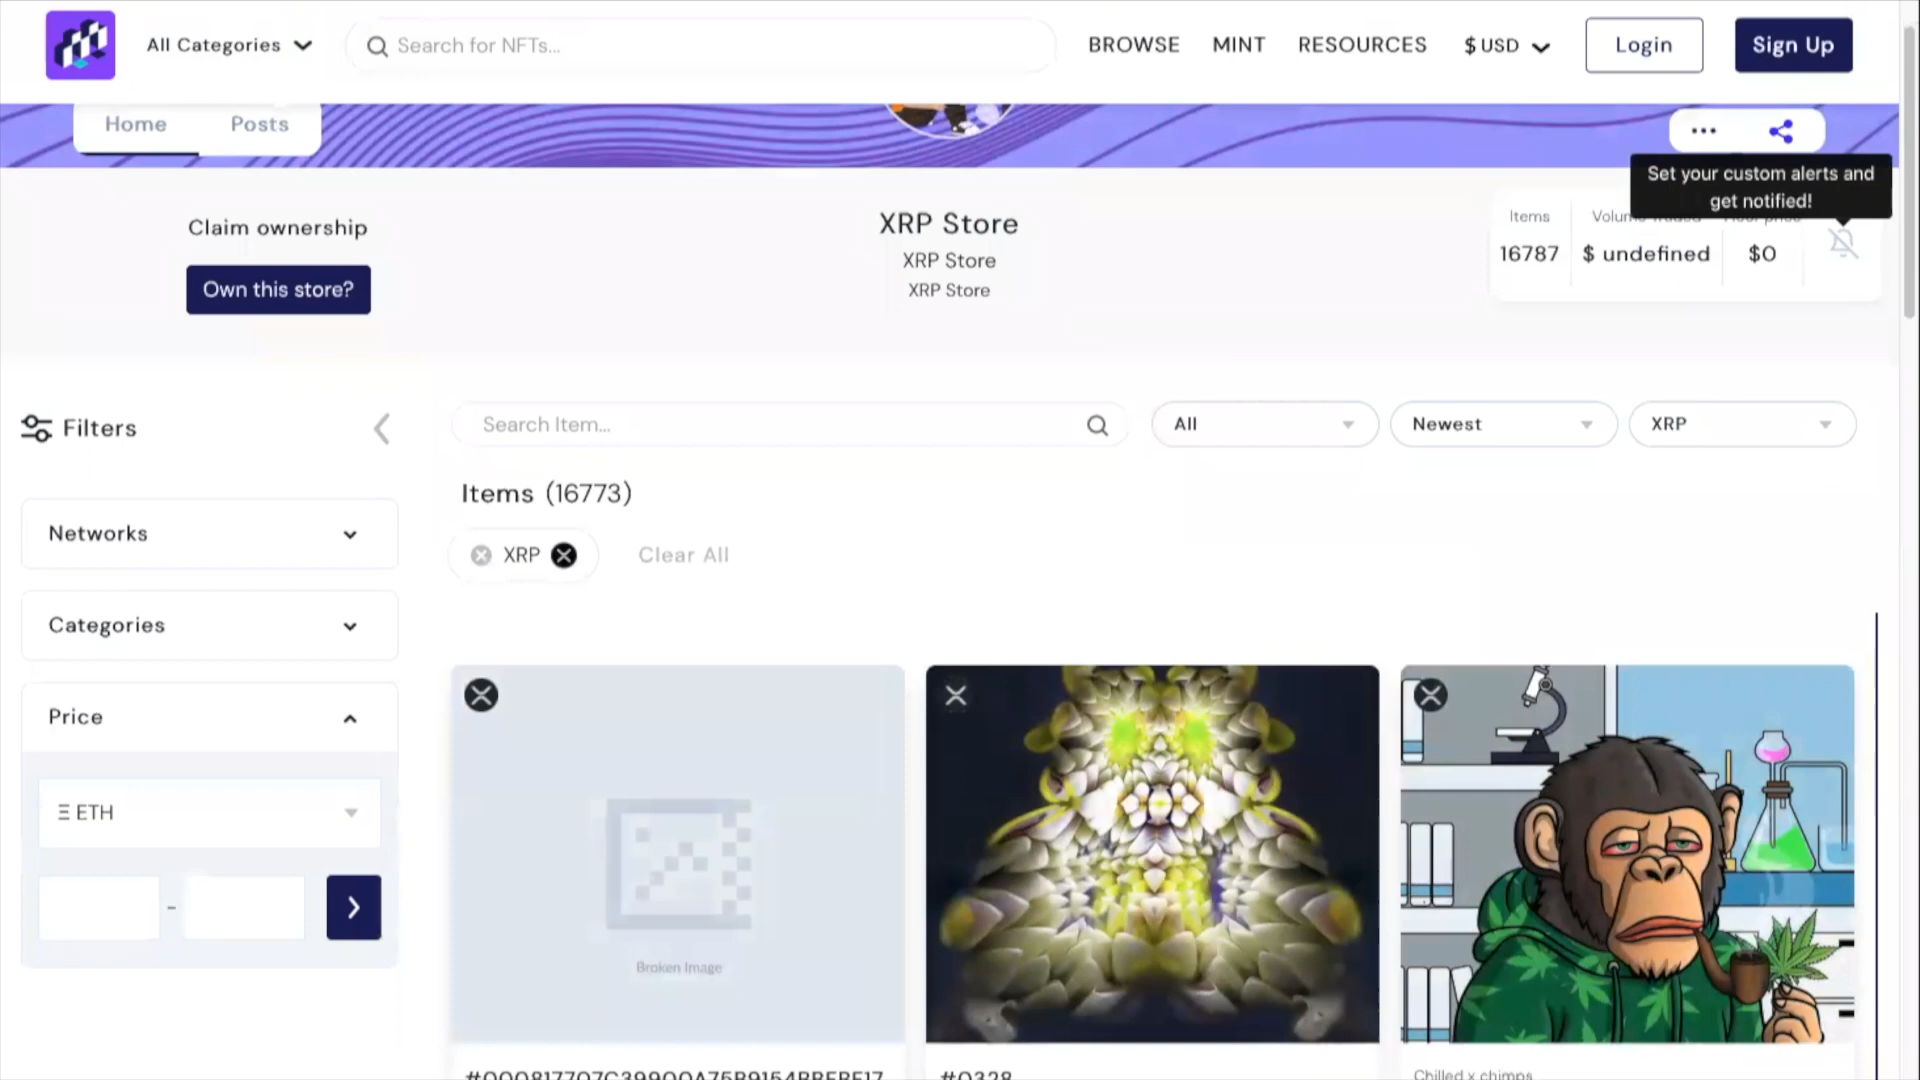 All Categories
Search for NFTs...
BROWSE
MINT
RESOURCES
$ USD
Login
Sign Up
Home
Posts
Set your custom alerts and
get notified!
Claim ownership
Own this store?
XRP Store
XRP Store
XRP Store
Items
16787
$ undefined
$0
Filters
Search Item...
All
Newest
XRP
Items (16773)
XRP
Clear All
Networks
Categories
Price
Ξ ETH
-
Broken Image
#0328
Chilled x chimps